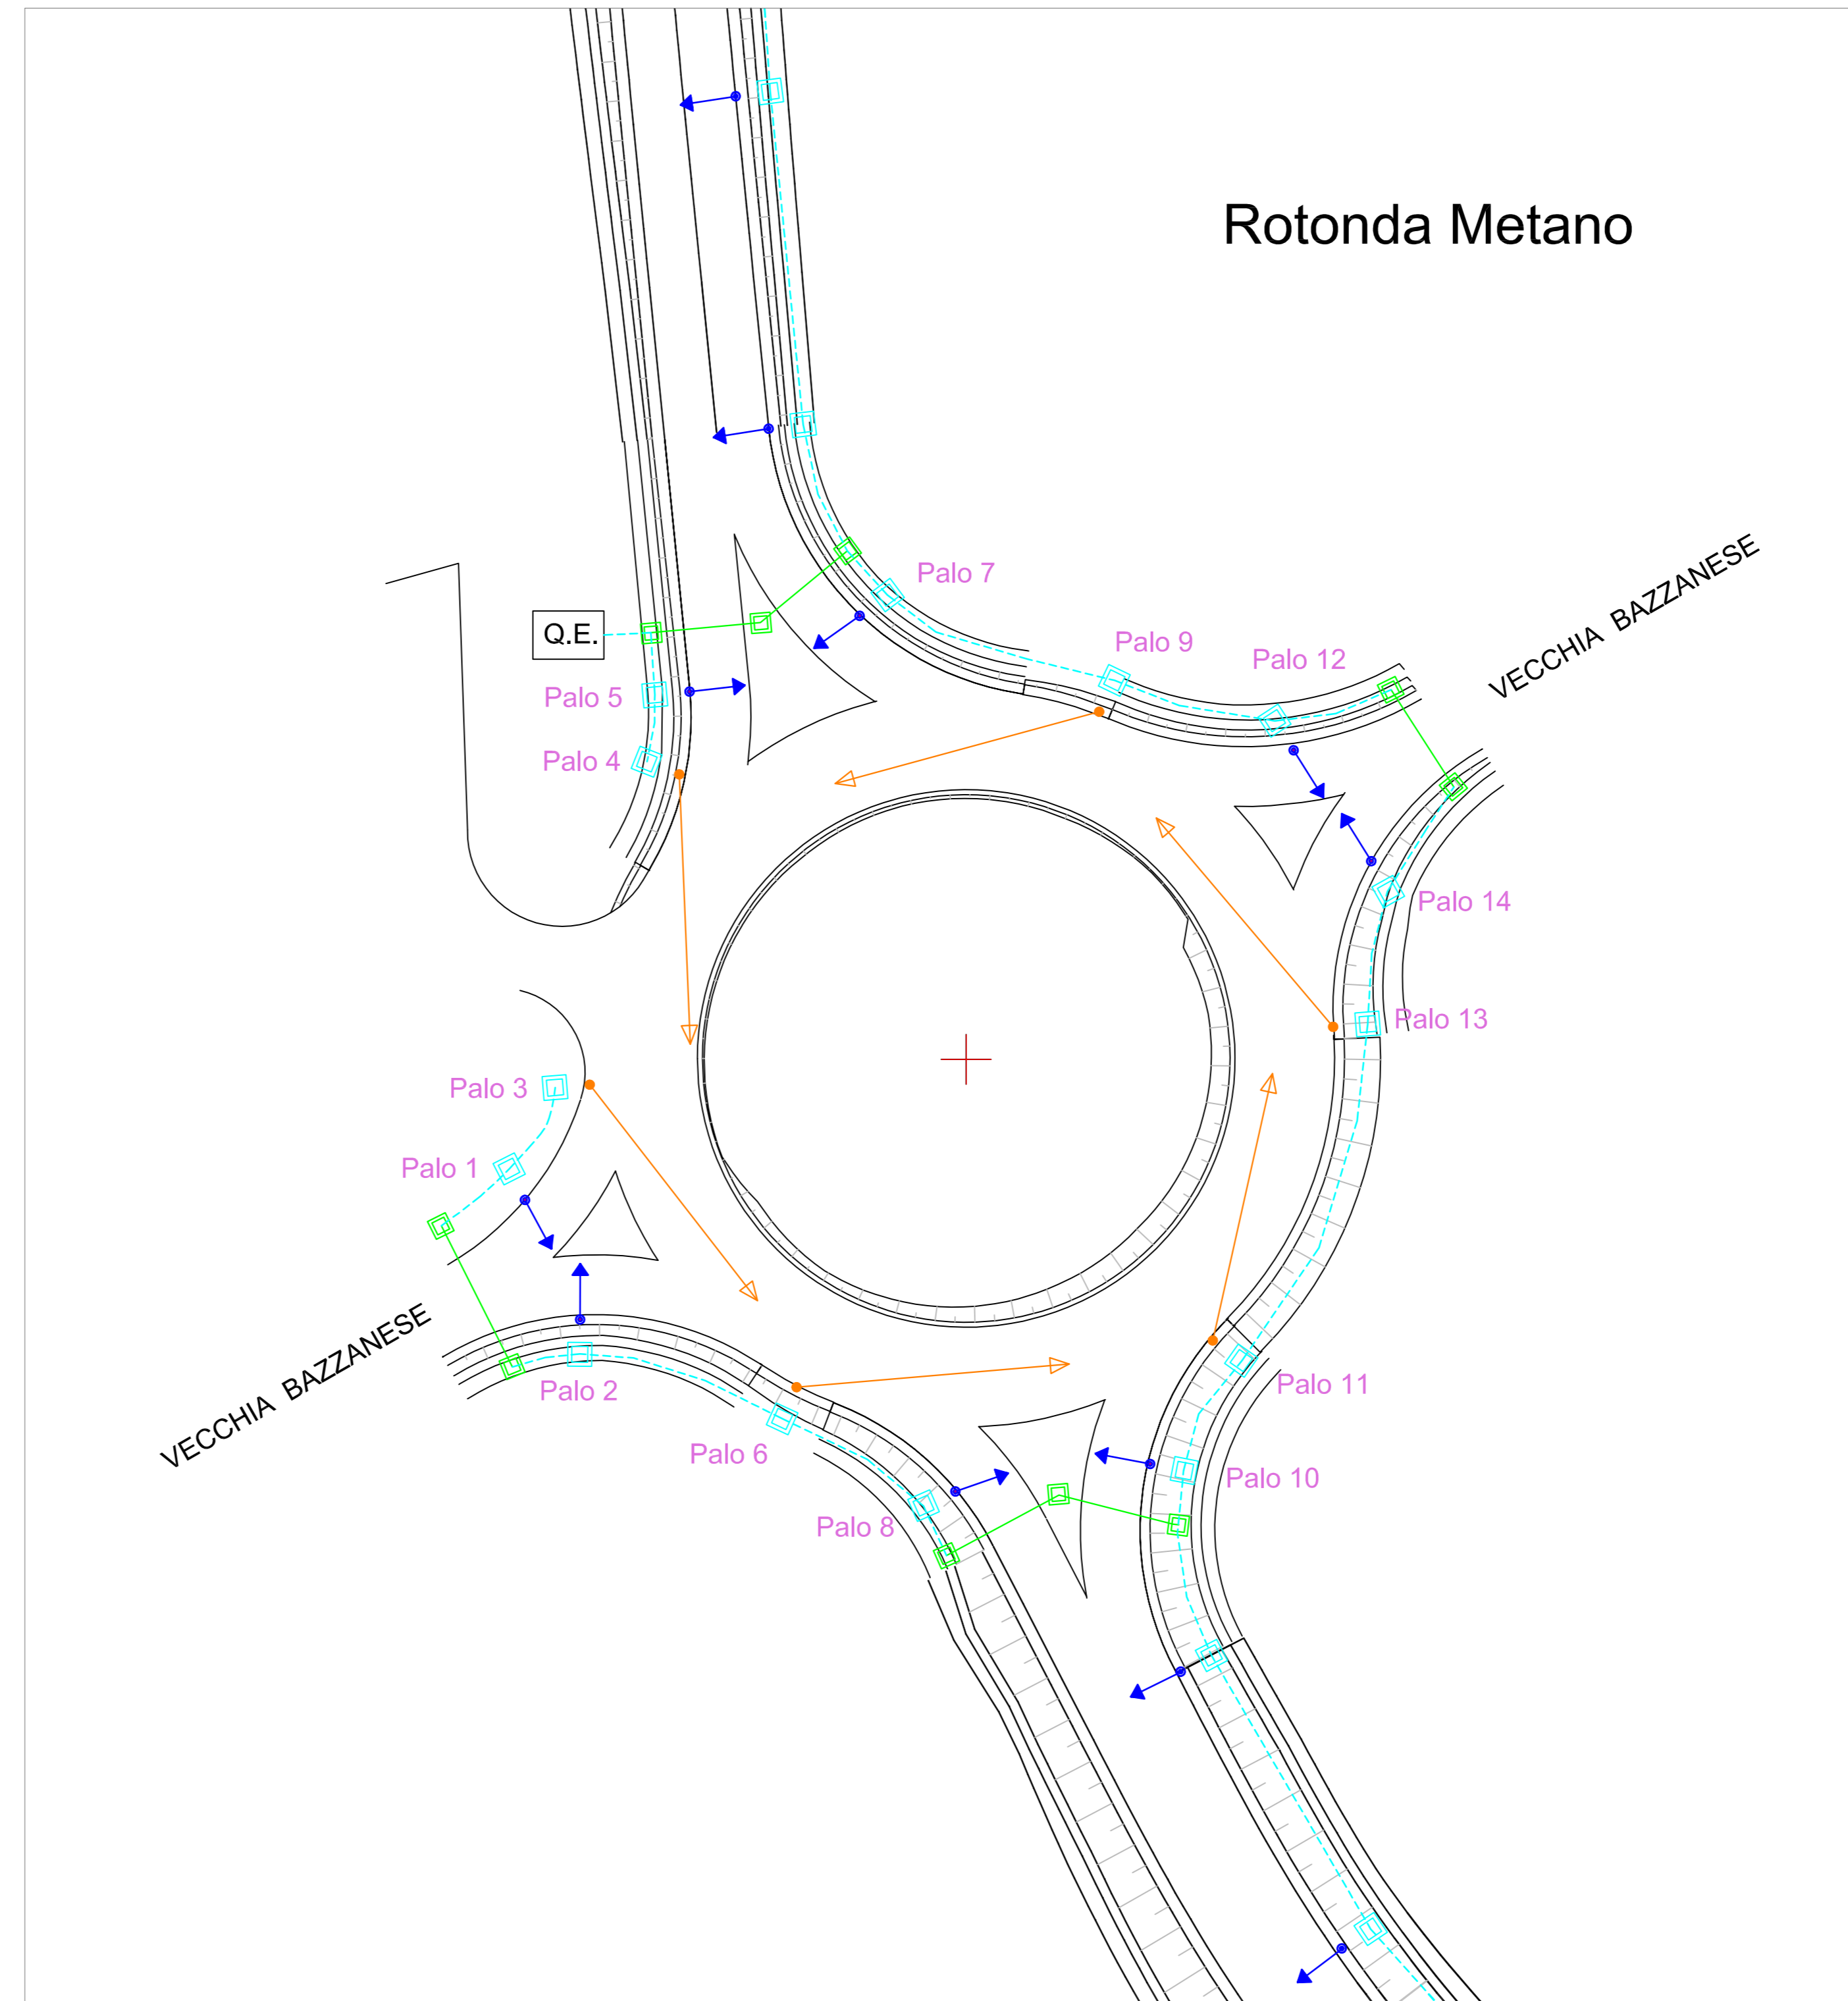 Rotonda Metano
VECCHIA BAZZANESE
Palo 7
Q.E.
Palo 9
Palo 12
Palo 5
Palo 4
Palo 14
Palo 13
Palo 3
Palo 1
VECCHIA BAZZANESE
Palo 2
Palo 11
Palo 6
Palo 10
Palo 8